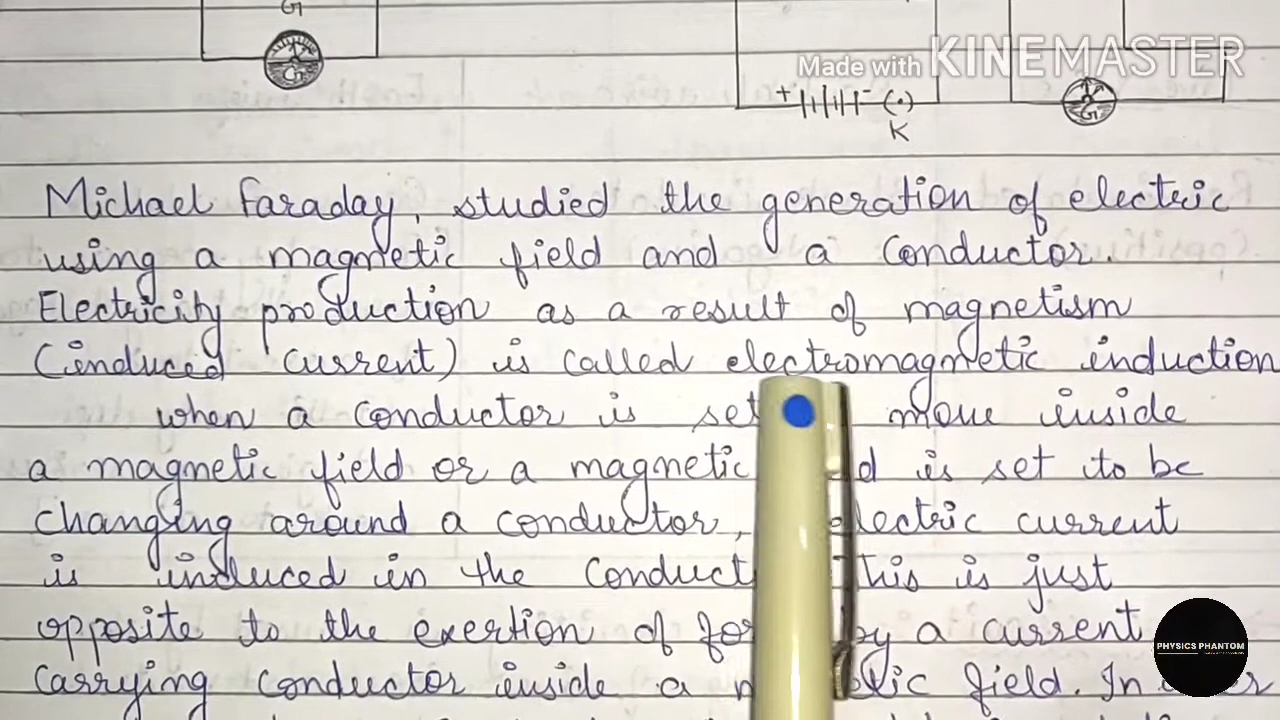 G
G
Made with KINEMASTER
+ - (.)
K
G
Michael Faraday, studied the generation of electric
using a magnetic field and a conductor.
Electricity production as a result of magnetism
(induced current) is called electromagnetic induction
when a conductor is set move inside
a magnetic field or a magnetic d is set to be
changing around a conductor, electric current
is induced in the conduct This is just
opposite to the exertion of for by a current
carrying conductor inside a m tic field. In
PHYSICS PHANTOM